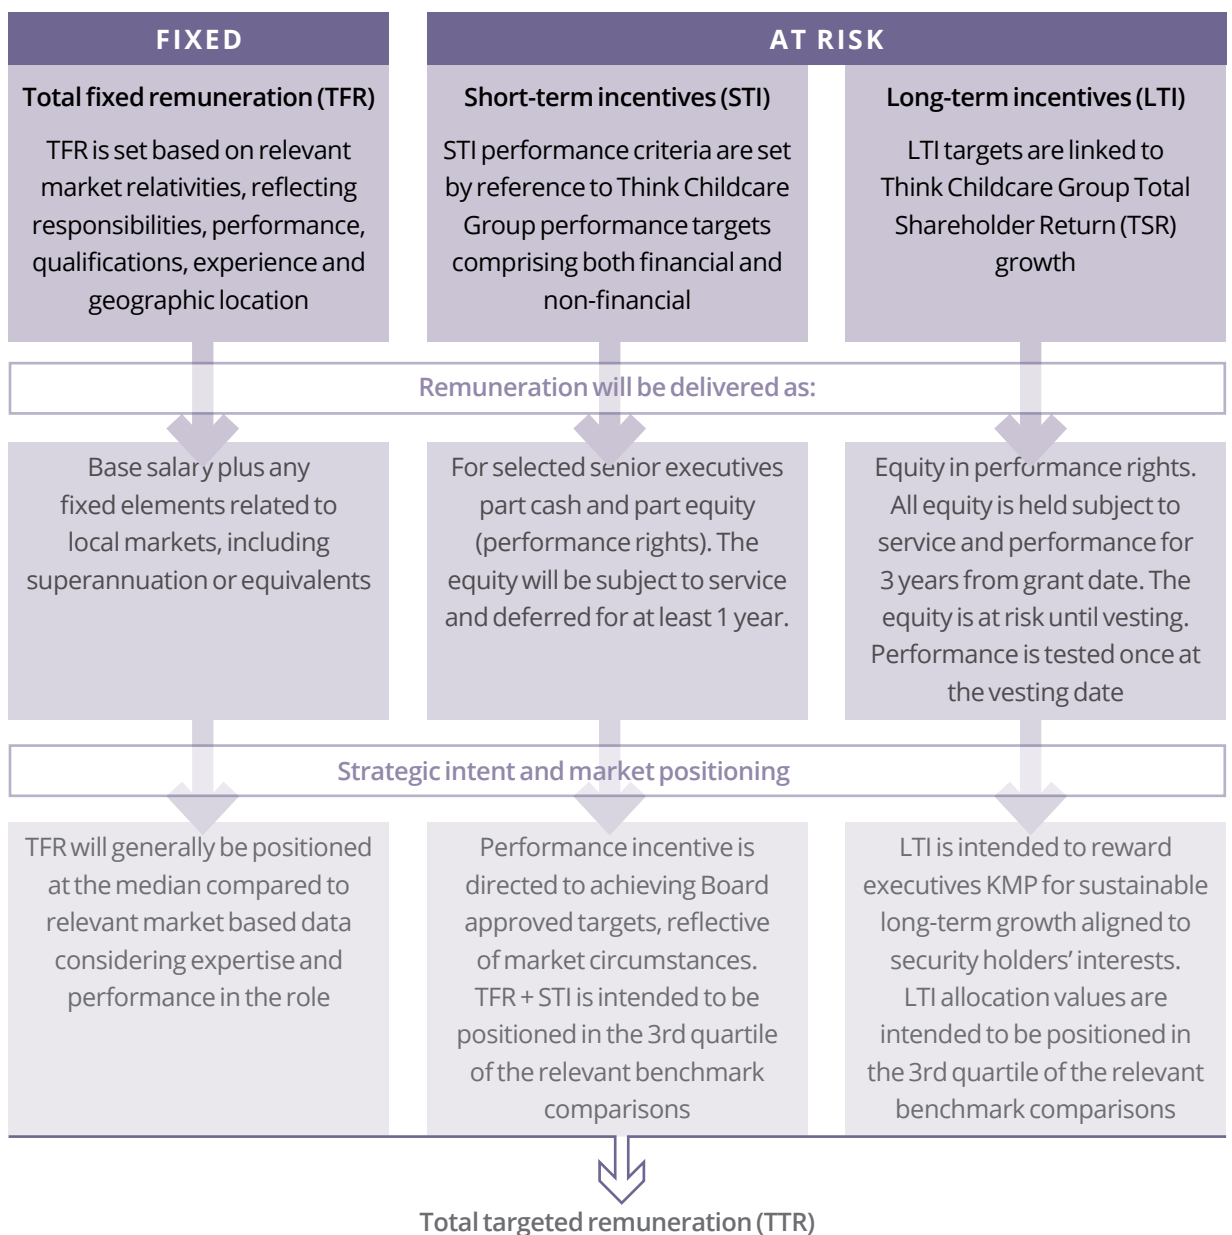 FIXED
AT RISK
Total fixed remuneration (TFR)
TFR is set based on relevant
market relativities, reflecting
responsibilities, performance,
qualifications, experience and
geographic location
Short-term incentives (STI)
STI performance criteria are set
by reference to Think Childcare
Group performance targets
comprising both financial and
non-financial
Long-term incentives (LTI)
LTI targets are linked to
Think Childcare Group Total
Shareholder Return (TSR)
growth
Remuneration will be delivered as:
Base salary plus any
fixed elements related to
local markets, including
superannuation or equivalents
For selected senior executives
part cash and part equity
(performance rights). The
equity will be subject to service
and deferred for at least 1 year.
Equity in performance rights.
All equity is held subject to
service and performance for
3 years from grant date. The
equity is at risk until vesting.
Performance is tested once at
the vesting date
Strategic intent and market positioning
TFR will generally be positioned
at the median compared to
relevant market based data
considering expertise and
performance in the role
Performance incentive is
directed to achieving Board
approved targets, reflective
of market circumstances.
TFR + STI is intended to be
positioned in the 3rd quartile
of the relevant benchmark
comparisons
LTI is intended to reward
executives KMP for sustainable
long-term growth aligned to
security holders’ interests.
LTI allocation values are
intended to be positioned in
the 3rd quartile of the relevant
benchmark comparisons
Total targeted remuneration (TTR)